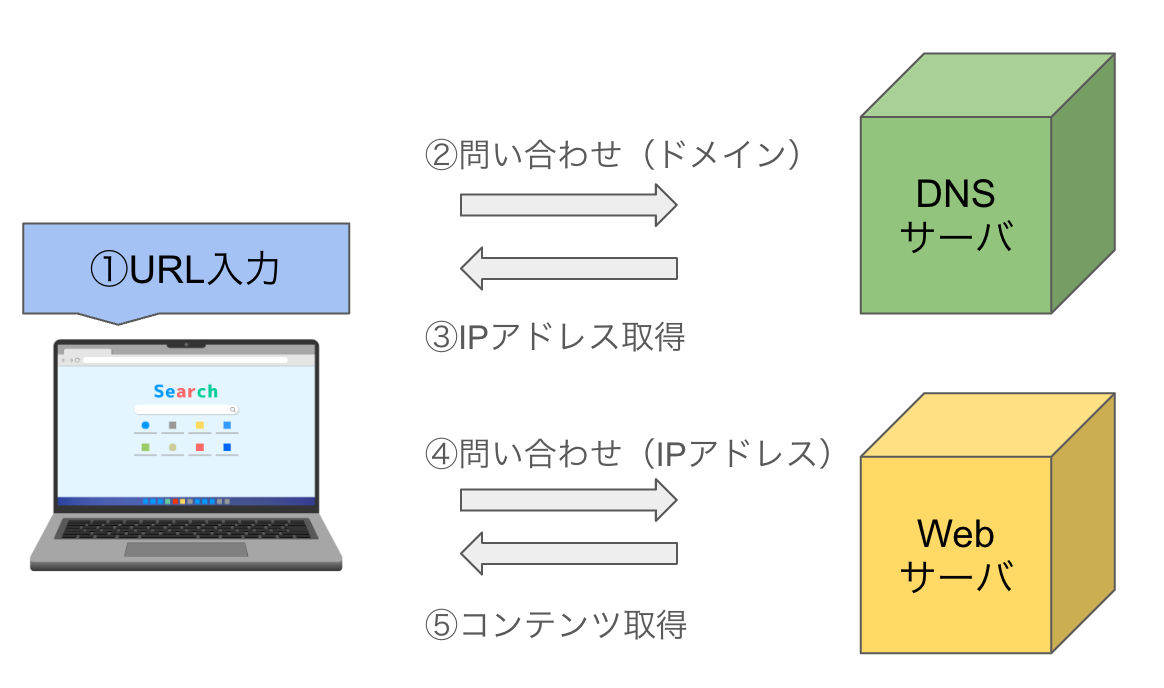 ②問い合わせ（ドメイン）
DNS
サーバ
①URL入力
③IPアドレス取得
Search
④問い合わせ（IPアドレス）
Web
サーバ
⑤コンテンツ取得